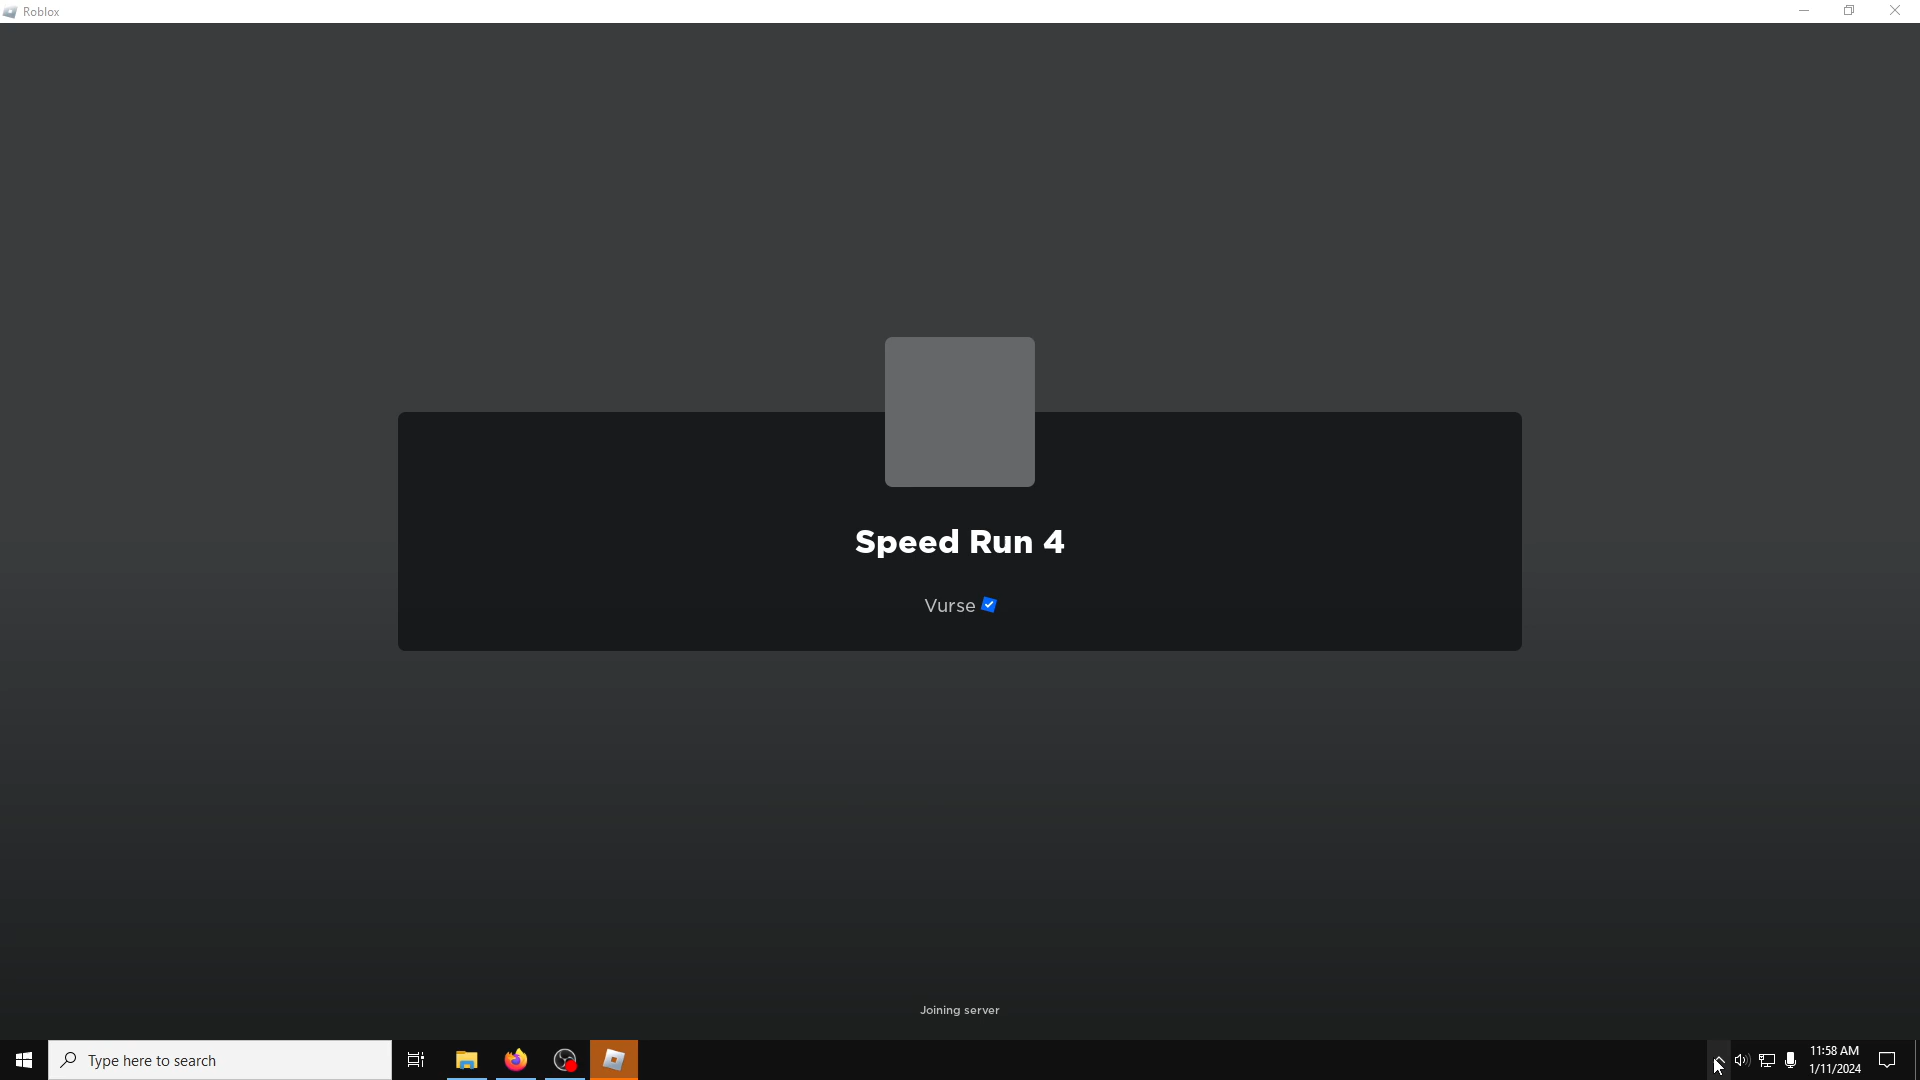 Roblox
Speed Run 4
Vurse
Joining server
Type here to search
11:58 AM
1/11/2024